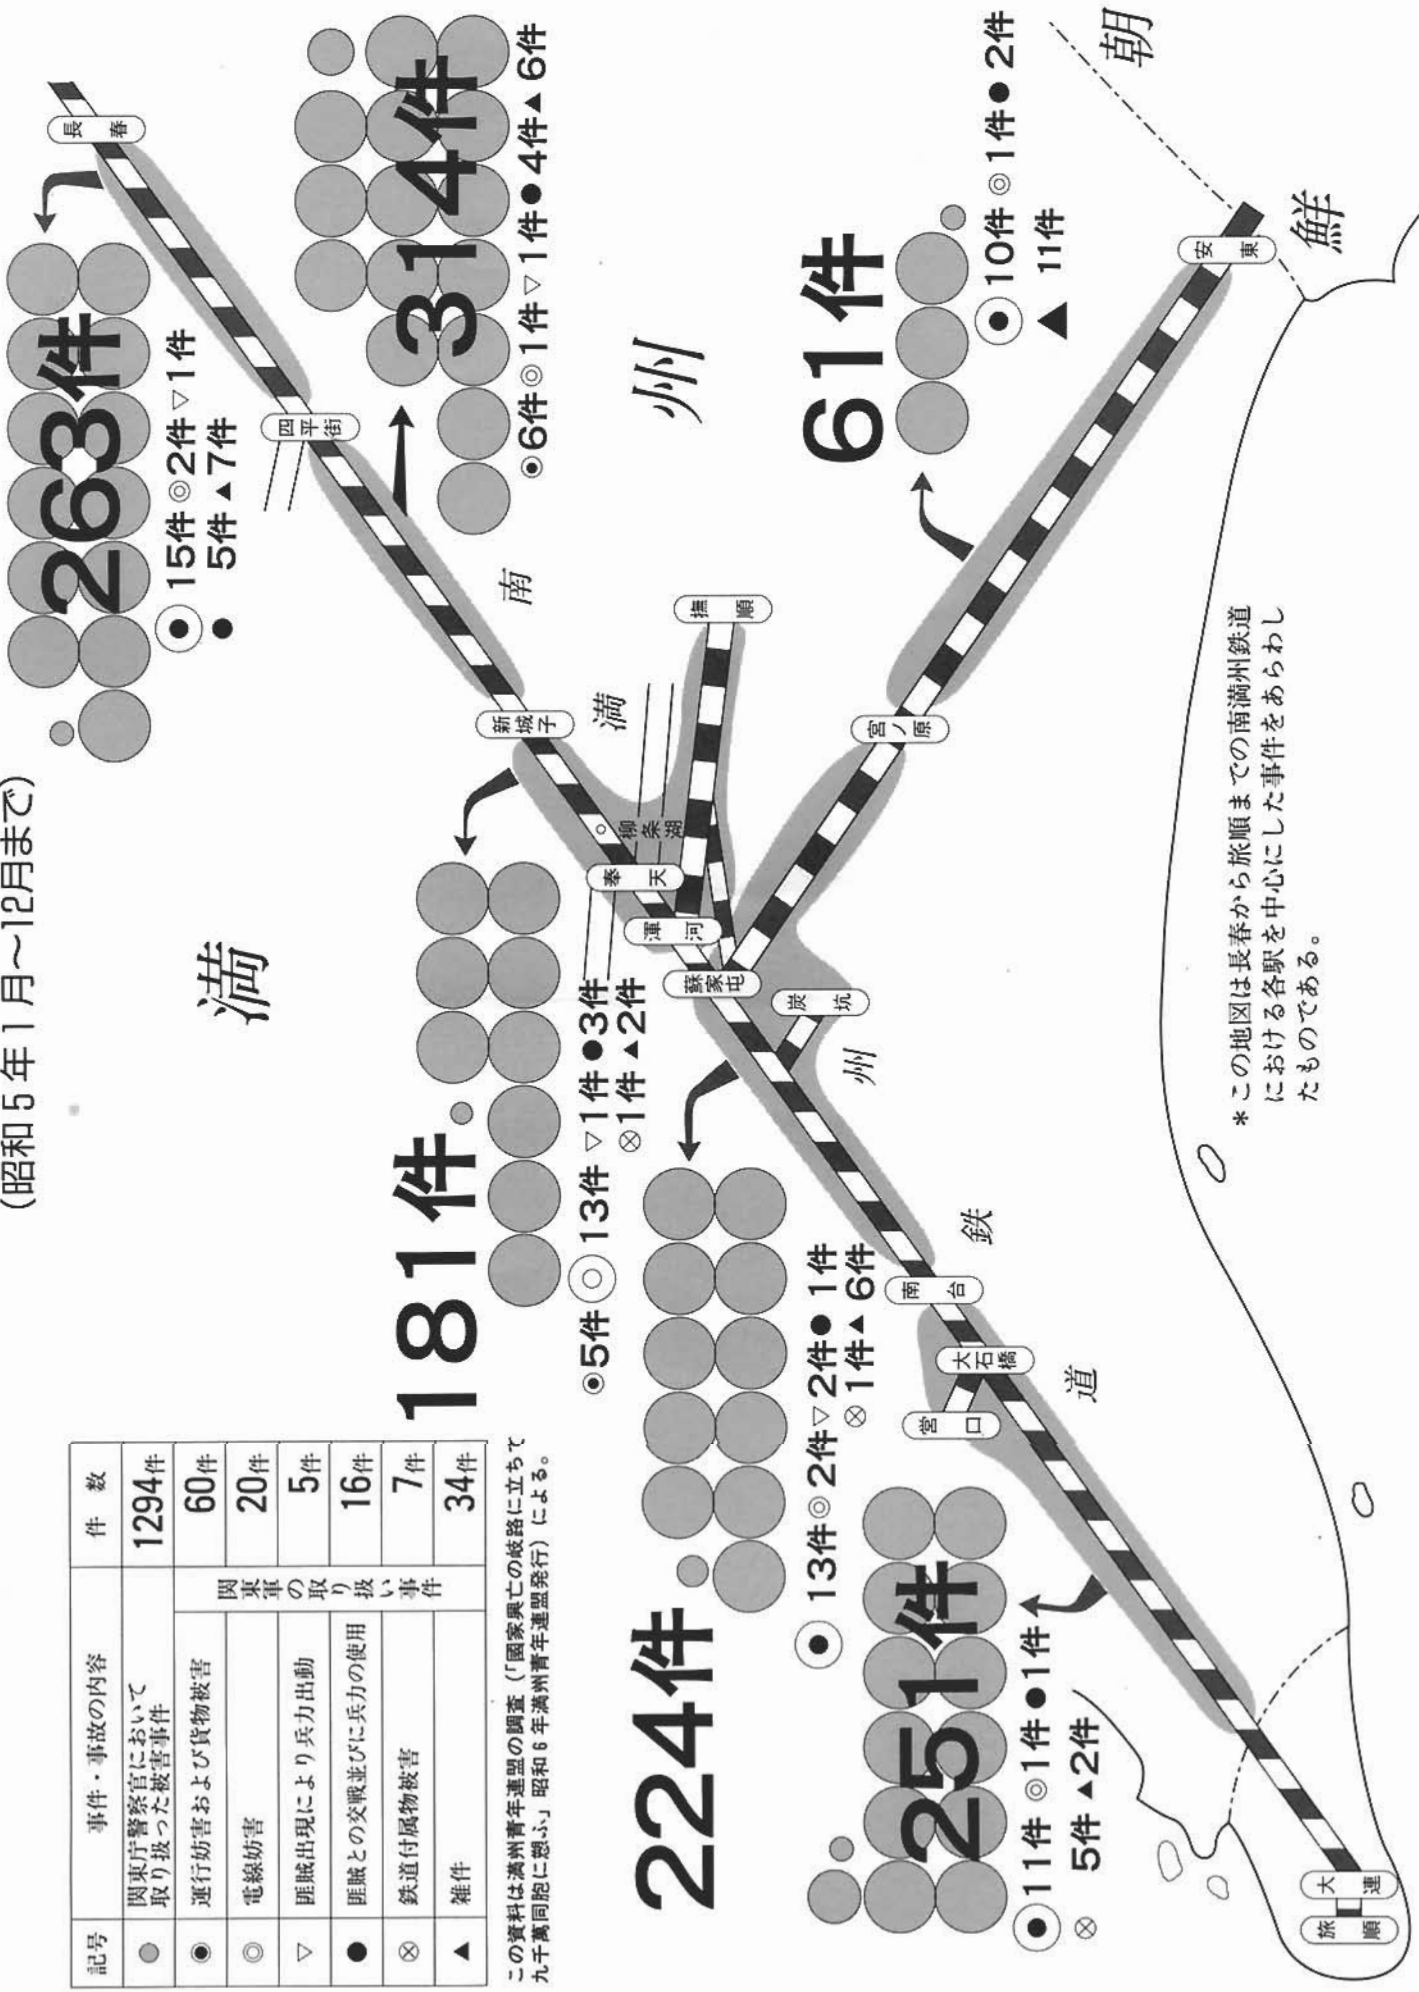 (昭和5年1月～12月まで)
記号 事件・事故の内容 件数
関東庁警察官において
取り扱った被害事件 1294件
◉ 運行妨害および貨物被害 60件
◎ 電線妨害 20件
▽ 匪賊出現により兵力出動 5件
● 匪賊との交戦並びに兵力の使用 16件
⊗ 鉄道付属物被害 7件
▲ 雑件 34件
関東軍の取り扱い事件
この資料は満州青年連盟の調査（「國家興亡の岐路に立ちて
九千萬同胞に愬ふ」昭和6年満州青年連盟発行）による。
263件
◉15件◎2件▽1件
●5件▲7件
長春
314件
◉6件◎1件▽1件●4件▲6件
四平街
181件
◉5件◎13件▽1件●3件
⊗1件▲2件
新城子
柳条湖
奉天
渾河
撫順
蘇家屯
炭坑
224件
◉13件◎2件▽2件●1件
⊗1件▲6件
南台
大石橋
営口
251件
◉11件◎1件●1件
⊗5件▲2件
大連
旅順
61件
◉10件◎1件●2件
▲11件
宮ノ原
安東
満州
南満州鉄道
朝鮮
＊この地図は長春から旅順までの南満州鉄道
における各駅を中心にした事件をあらわし
たものである。